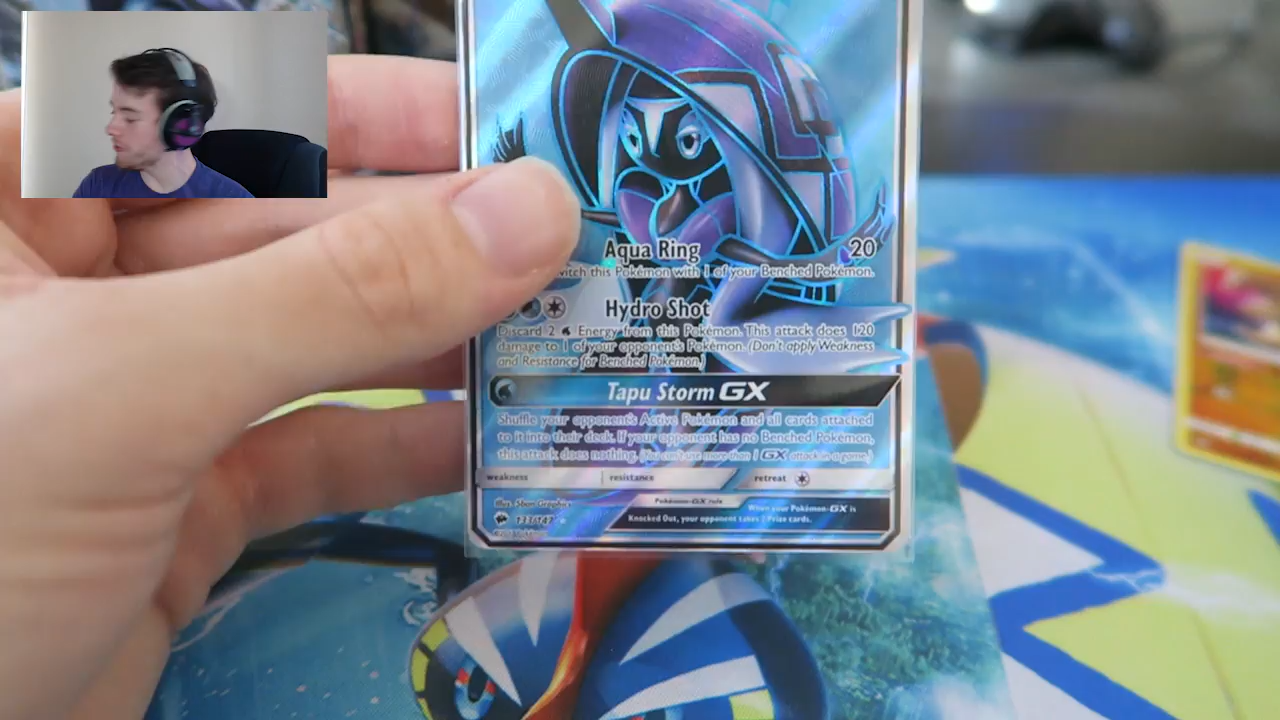 Aqua Ring 20
this Pokémon with 1 of your Benched Pokémon.
Hydro Shot
Discard 2 Energy from this Pokémon. This attack does 120
damage to 1 of your opponent's Pokémon. (Don't apply Weakness
and Resistance for Benched Pokémon.)
Tapu Storm GX
Shuffle your opponent's Active Pokémon and all cards attached
to it into their deck. If your opponent has no Benched Pokémon,
this attack does nothing. (You can't use more than 1 GX attack in a game.)
weakness resistance retreat
Illus. 5ban Graphics Pokémon-GX rule When your Pokémon-GX is
133/147 Knocked Out, your opponent takes 2 Prize cards.